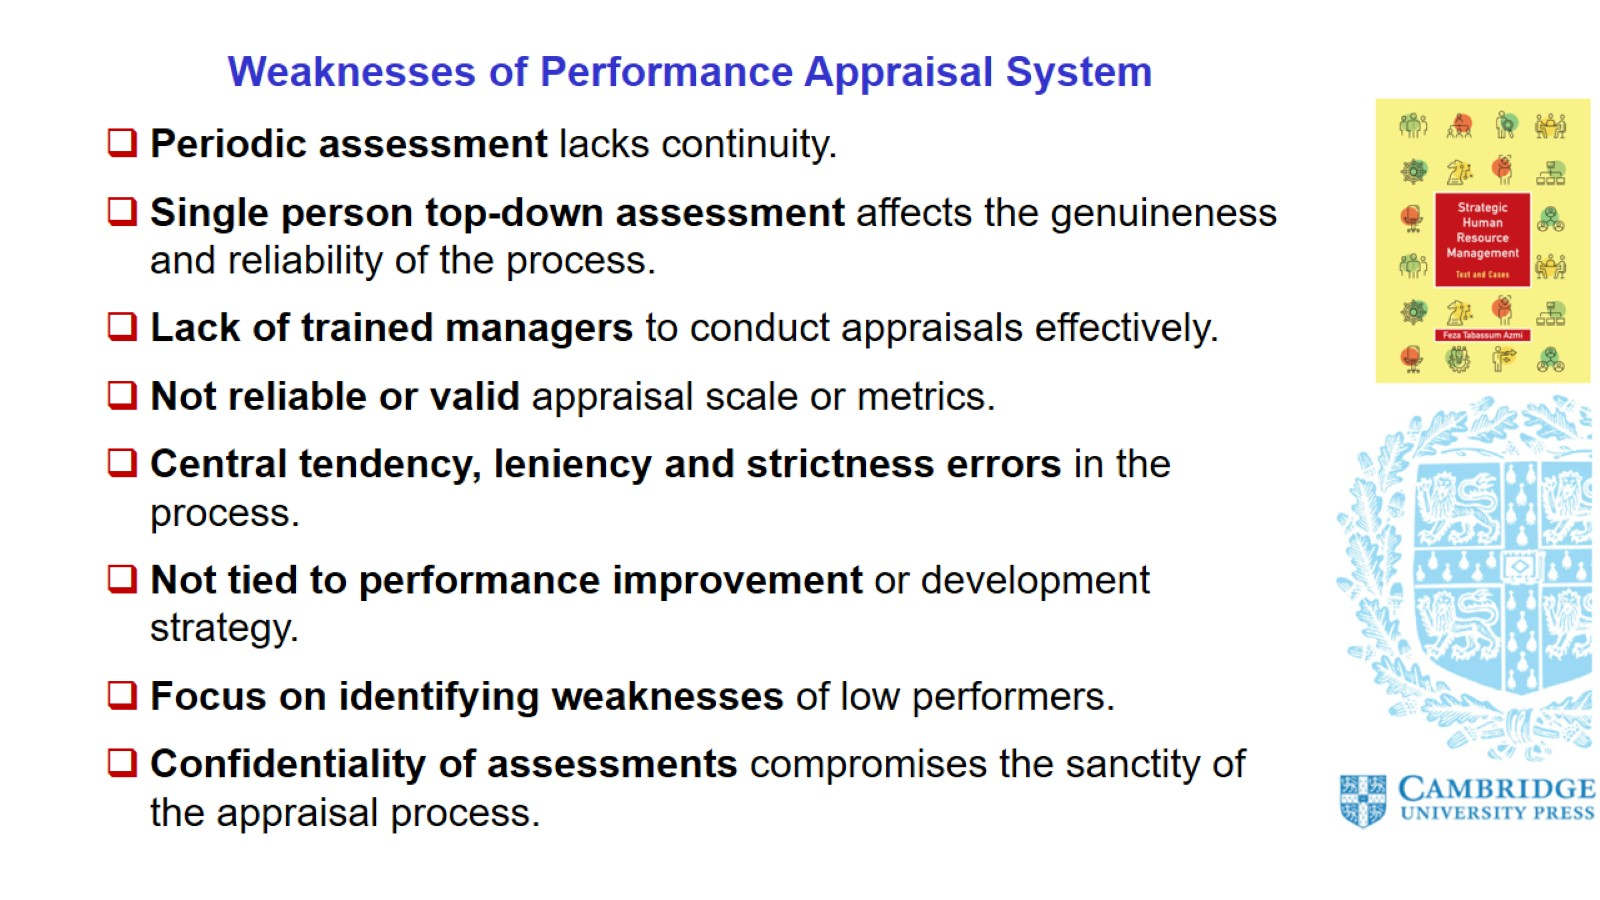 Weaknesses of Performance Appraisal System
❑ Periodic assessment lacks continuity.
❑ Single person top-down assessment affects the genuineness
and reliability of the process.
❑ Lack of trained managers to conduct appraisals effectively.
❑ Not reliable or valid appraisal scale or metrics.
❑ Central tendency, leniency and strictness errors in the
process.
❑ Not tied to performance improvement or development
strategy.
❑ Focus on identifying weaknesses of low performers.
❑ Confidentiality of assessments compromises the sanctity of
the appraisal process.
Strategic
Human
Resource
Management
Text and Cases
Feza Tabassum Azmi
CAMBRIDGE
UNIVERSITY PRESS